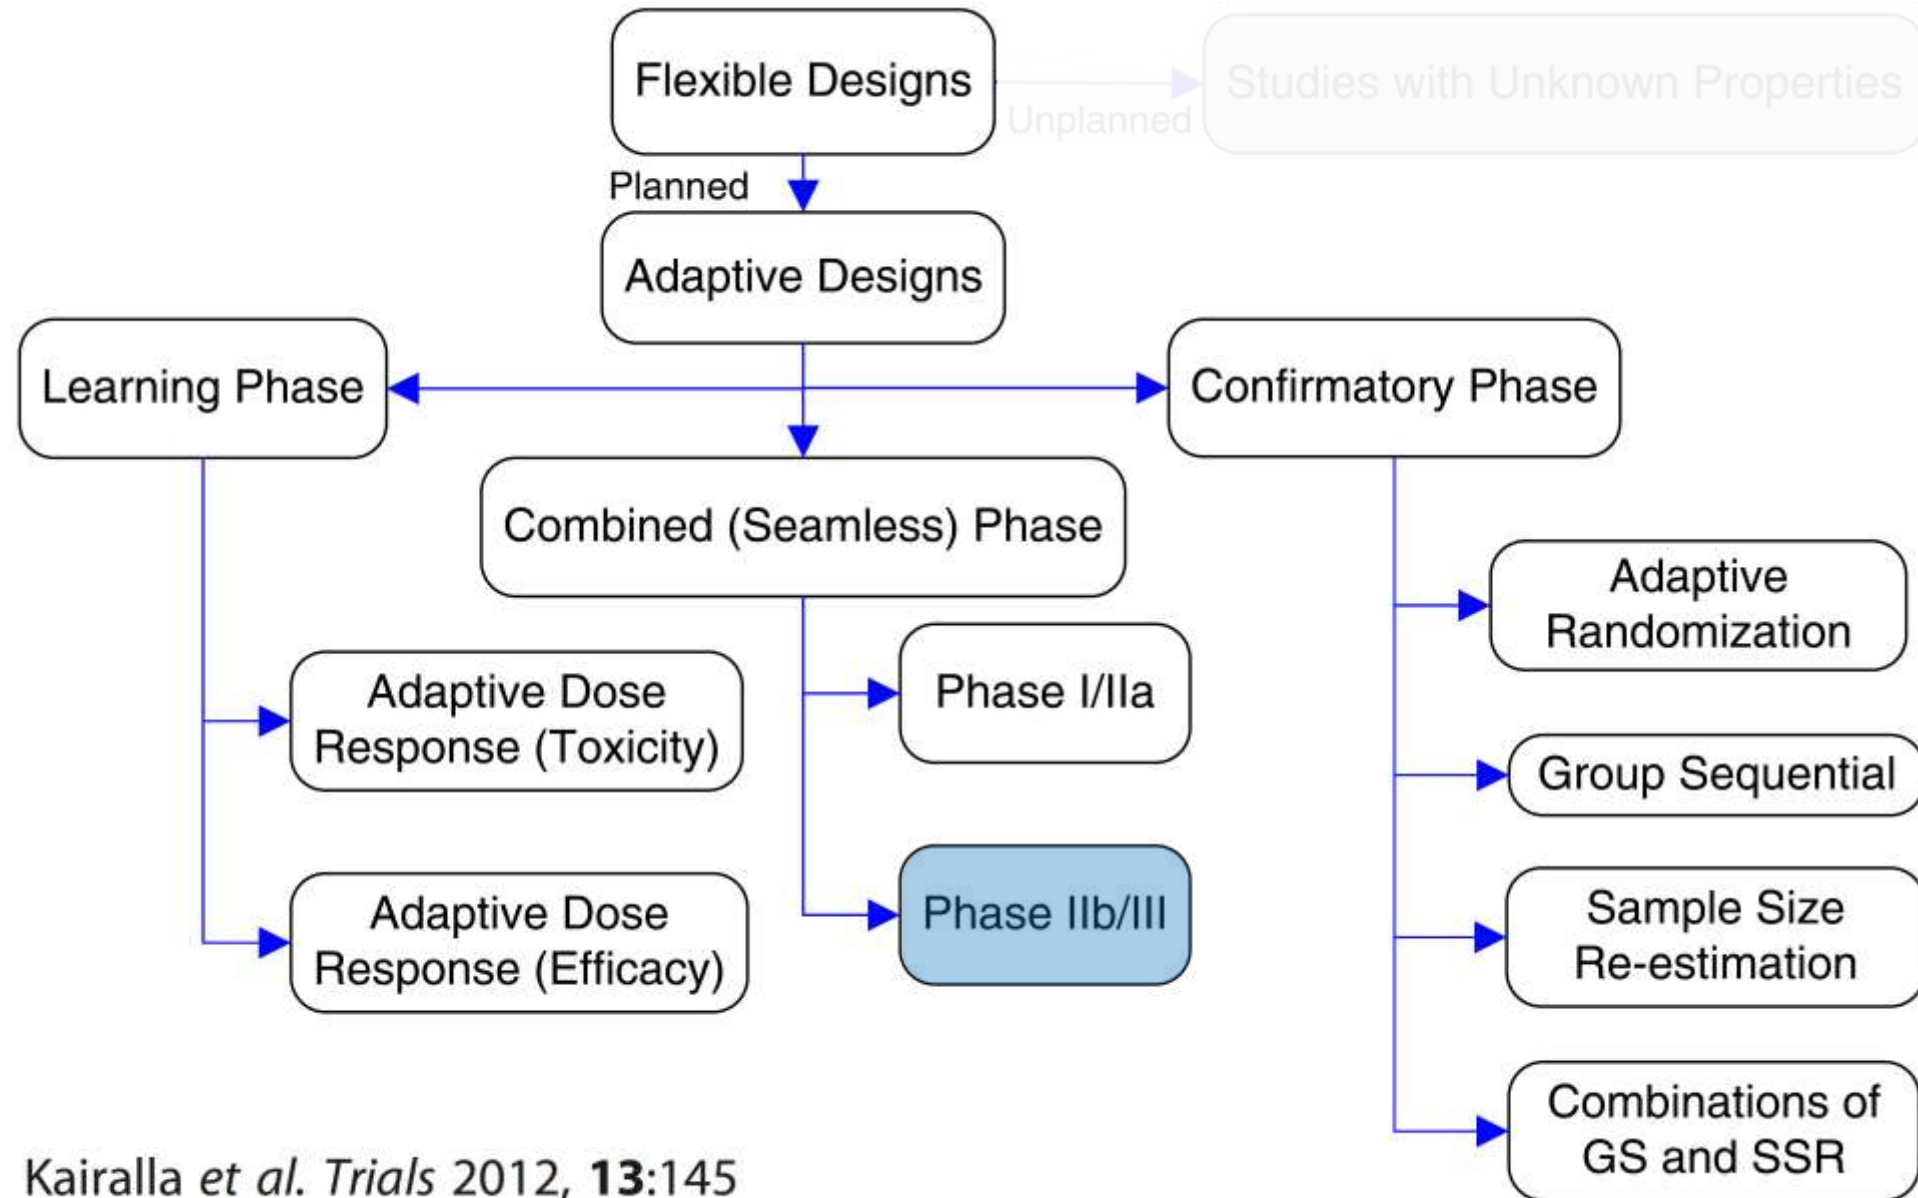 Flexible Designs
Unplanned
Studies with Unknown Properties
Planned
Adaptive Designs
Learning Phase
Confirmatory Phase
Combined (Seamless) Phase
Adaptive Dose
Response (Toxicity)
Adaptive Dose
Response (Efficacy)
Phase I/IIa
Phase IIb/III
Adaptive
Randomization
Group Sequential
Sample Size
Re-estimation
Combinations of
GS and SSR
Kairalla et al. Trials 2012, 13:145